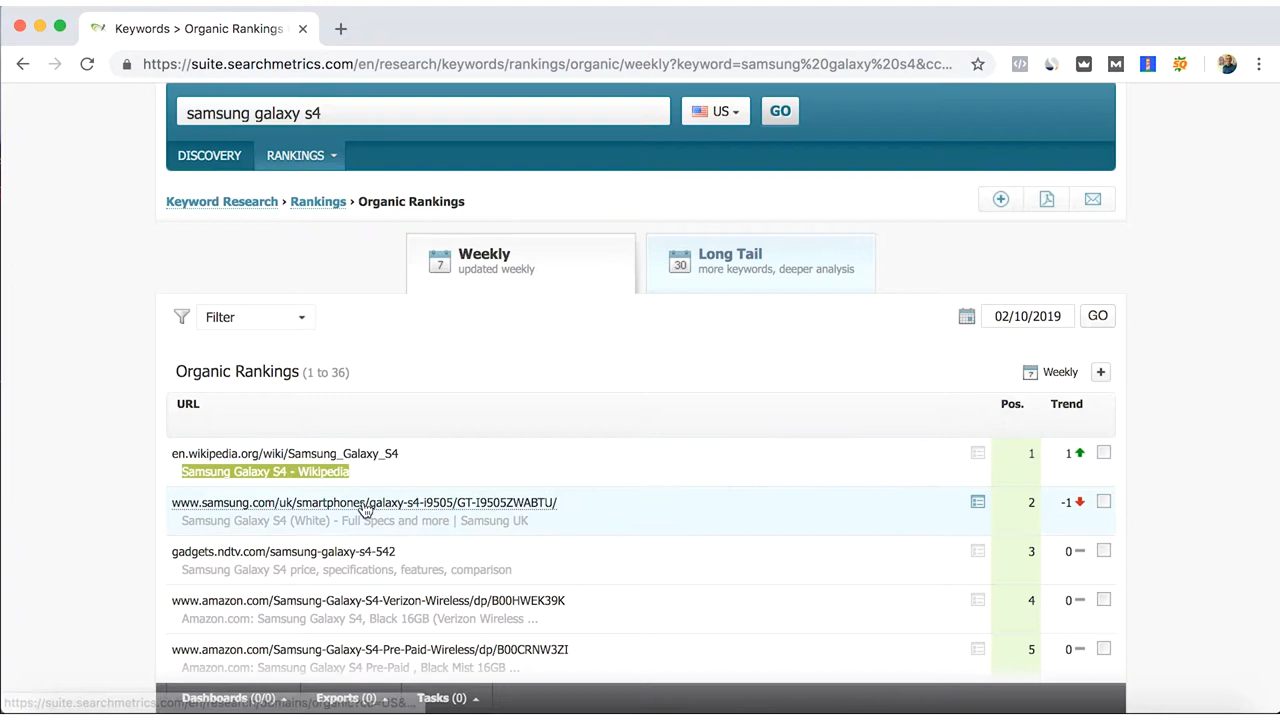 Keywords > Organic Rankings
https://suite.searchmetrics.com/en/research/keywords/rankings/organic/weekly?keyword=samsung%20galaxy%20s4&cc...
samsung galaxy s4
US
GO
DISCOVERY
RANKINGS
Keyword Research › Rankings › Organic Rankings
7
Weekly
updated weekly
30
Long Tail
more keywords, deeper analysis
Filter
02/10/2019
GO
Organic Rankings (1 to 36)
7 Weekly +
URL Pos. Trend
en.wikipedia.org/wiki/Samsung_Galaxy_S4 1 1
Samsung Galaxy S4 - Wikipedia
www.samsung.com/uk/smartphones/galaxy-s4-i9505/GT-I9505ZWABTU/ 2 -1
Samsung Galaxy S4 (White) - Full Specs and more | Samsung UK
gadgets.ndtv.com/samsung-galaxy-s4-542 3 0
Samsung Galaxy S4 price, specifications, features, comparison
www.amazon.com/Samsung-Galaxy-S4-Verizon-Wireless/dp/B00HWEK39K 4 0
Amazon.com: Samsung Galaxy S4, Black 16GB (Verizon Wireless ...
www.amazon.com/Samsung-Galaxy-S4-Pre-Paid-Wireless/dp/B00CRNW3ZI 5 0
Amazon.com: Samsung Galaxy S4 Pre-Paid , Black Mist 16GB ...
Dashboards (0/0) Exports (0) Tasks (0)